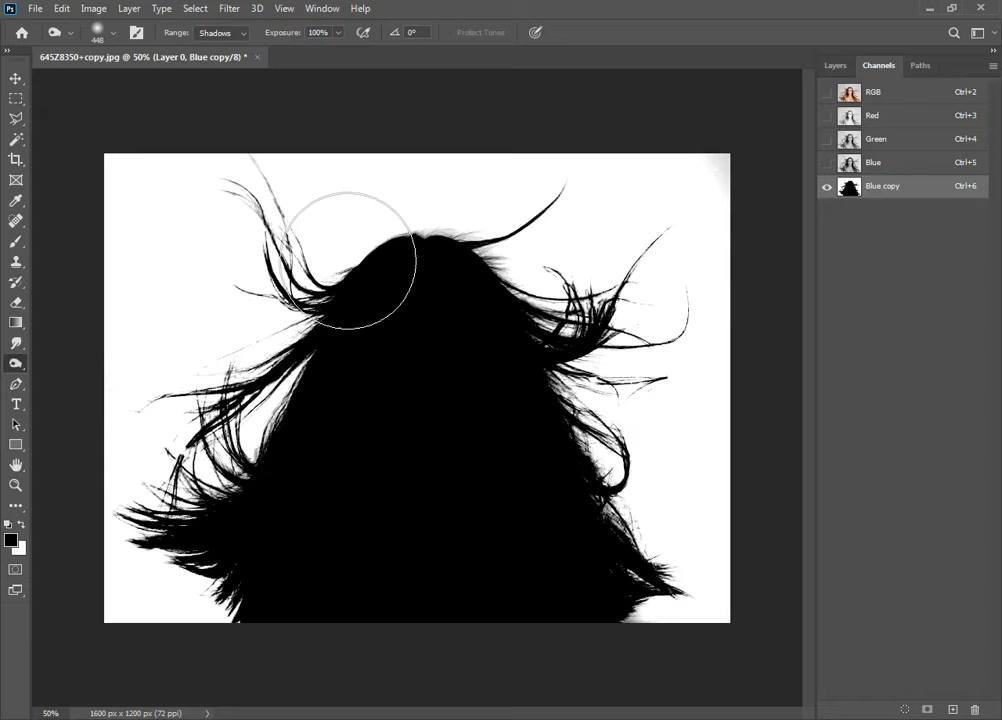 Ps File Edit Image Layer Type Select Filter 3D View Window Help
448 Range: Shadows Exposure: 100% 0° Protect Tones
645Z8350+copy.jpg @ 50% (Layer 0, Blue copy/8) * ×
Layers Channels Paths
RGB Ctrl+2
Red Ctrl+3
Green Ctrl+4
Blue Ctrl+5
Blue copy Ctrl+6
T
50% 1600 px x 1200 px (72 ppi)